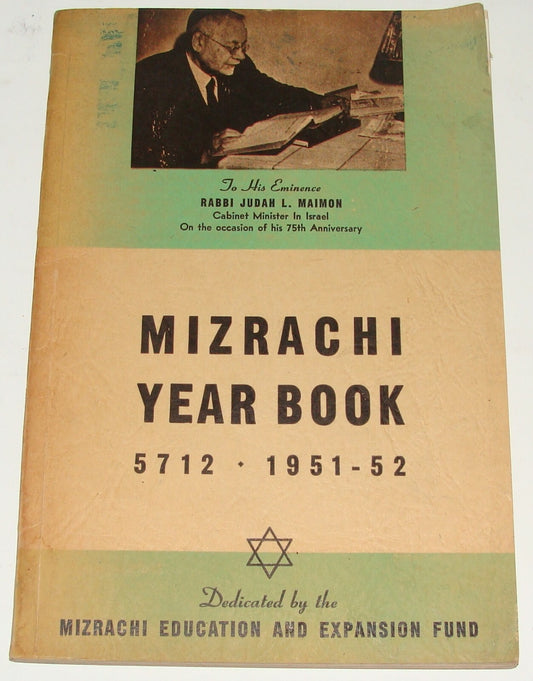 To His Eminence
RABBI JUDAH L. MAIMON
Cabinet Minister In Israel
On the occasion of his 75th Anniversary
MIZRACHI
YEAR BOOK
5712 • 1951-52
Dedicated by the
MIZRACHI EDUCATION AND EXPANSION FUND